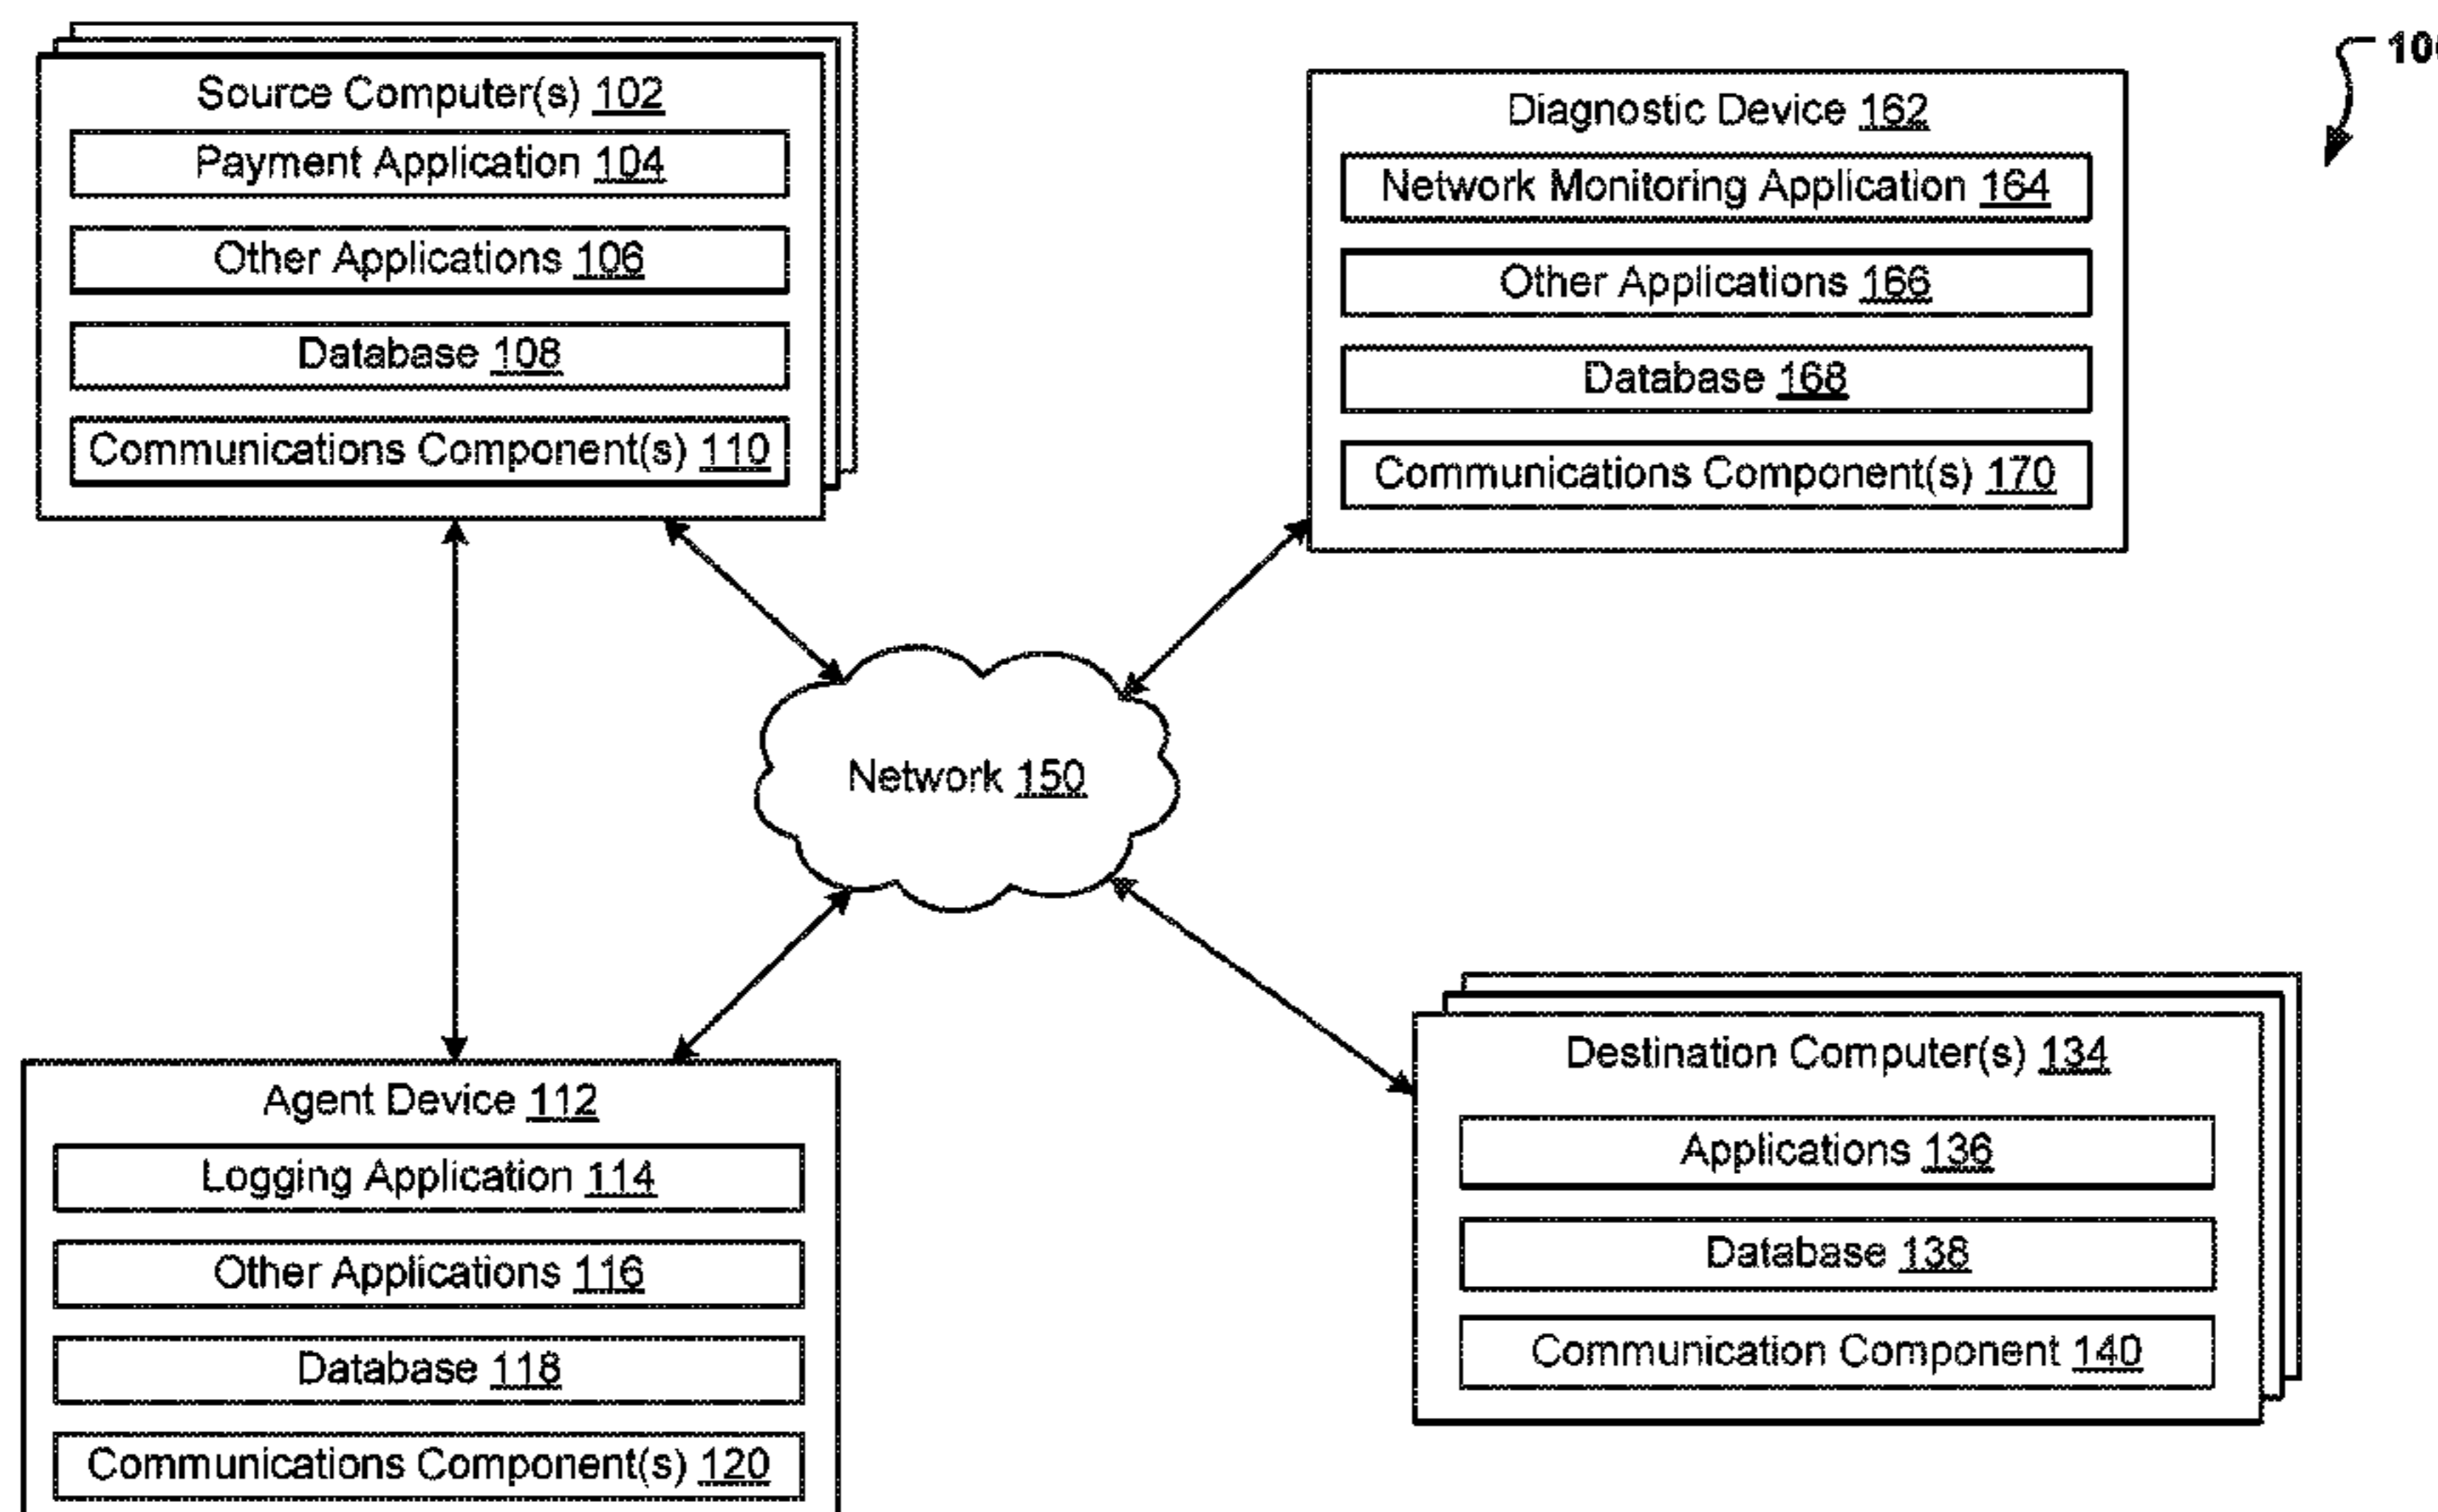 Source Computer(s) 102
Payment Application 104
Other Applications 106
Database 108
Communications Component(s) 110
Diagnostic Device 162
Network Monitoring Application 164
Other Applications 166
Database 168
Communications Component(s) 170
Network 150
Agent Device 112
Logging Application 114
Other Applications 116
Database 118
Communications Component(s) 120
Destination Computer(s) 134
Applications 136
Database 138
Communication Component 140